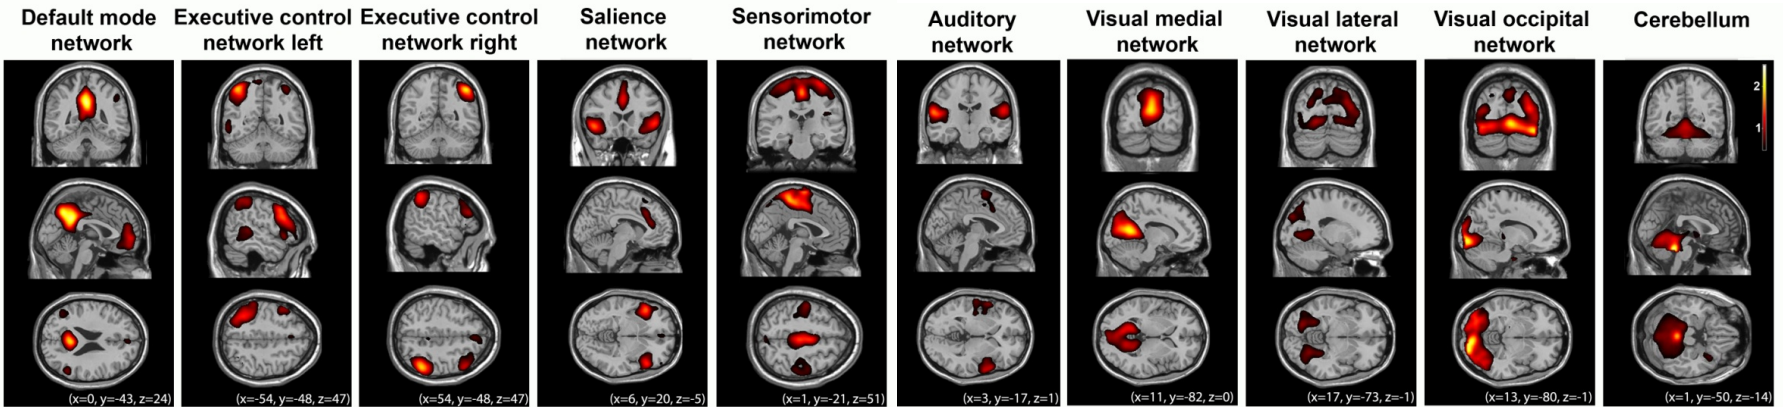 Default mode
network
Executive control
network left
Executive control
network right
Salience
network
Sensorimotor
network
Auditory
network
Visual medial
network
Visual lateral
network
Visual occipital
network
Cerebellum
2
1
(x=0, y=-43, z=24)
(x=-54, y=-48, z=47)
(x=54, y=-48, z=47)
(x=6, y=20, z=-5)
(x=1, y=-21, z=51)
(x=3, y=-17, z=1)
(x=11, y=-82, z=0)
(x=17, y=-73, z=-1)
(x=13, y=-80, z=-1)
(x=1, y=-50, z=-14)